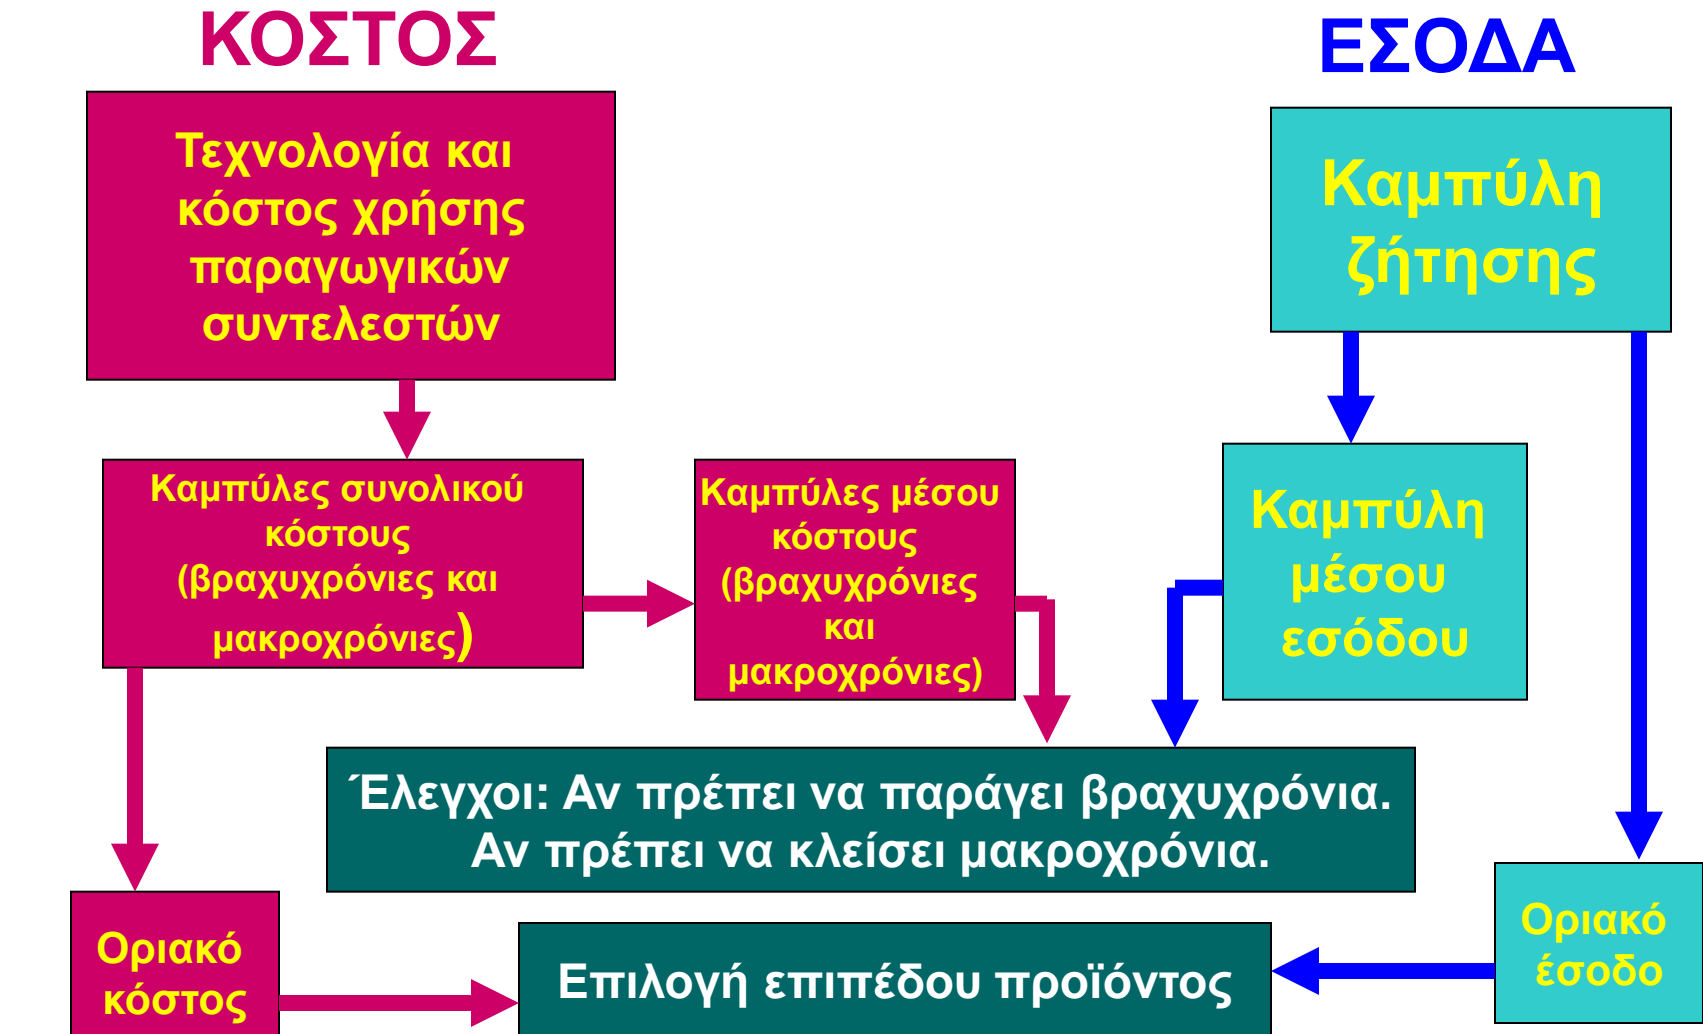 ΚΟΣΤΟΣ
ΕΣΟΔΑ
Τεχνολογία και
κόστος χρήσης
παραγωγικών
συντελεστών
Καμπύλη
ζήτησης
Καμπύλες συνολικού
κόστους
(βραχυχρόνιες και
μακροχρόνιες)
Καμπύλες μέσου
κόστους
(βραχυχρόνιες
και
μακροχρόνιες)
Καμπύλη
μέσου
εσόδου
Έλεγχοι: Αν πρέπει να παράγει βραχυχρόνια.
Αν πρέπει να κλείσει μακροχρόνια.
Οριακό
κόστος
Επιλογή επιπέδου προϊόντος
Οριακό
έσοδο